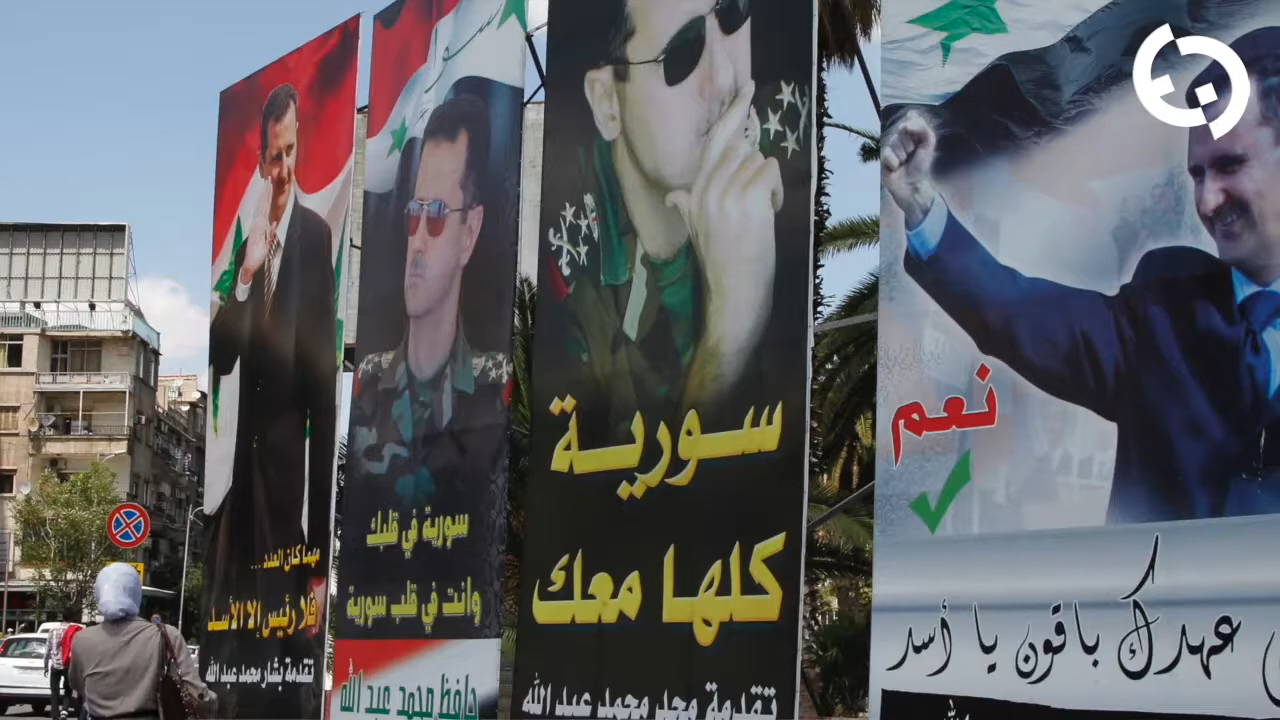 مهما كان العدد ...
فلا رئيس إلا الأسد
تقدمة بشار محمد عبد الله
سورية في قلبك
وانت في قلب سورية
حافظ محمد عبد الله
سورية
كلها معك
تقدمة مجد محمد عبد الله
نعم
عهدك باقون يا أسد